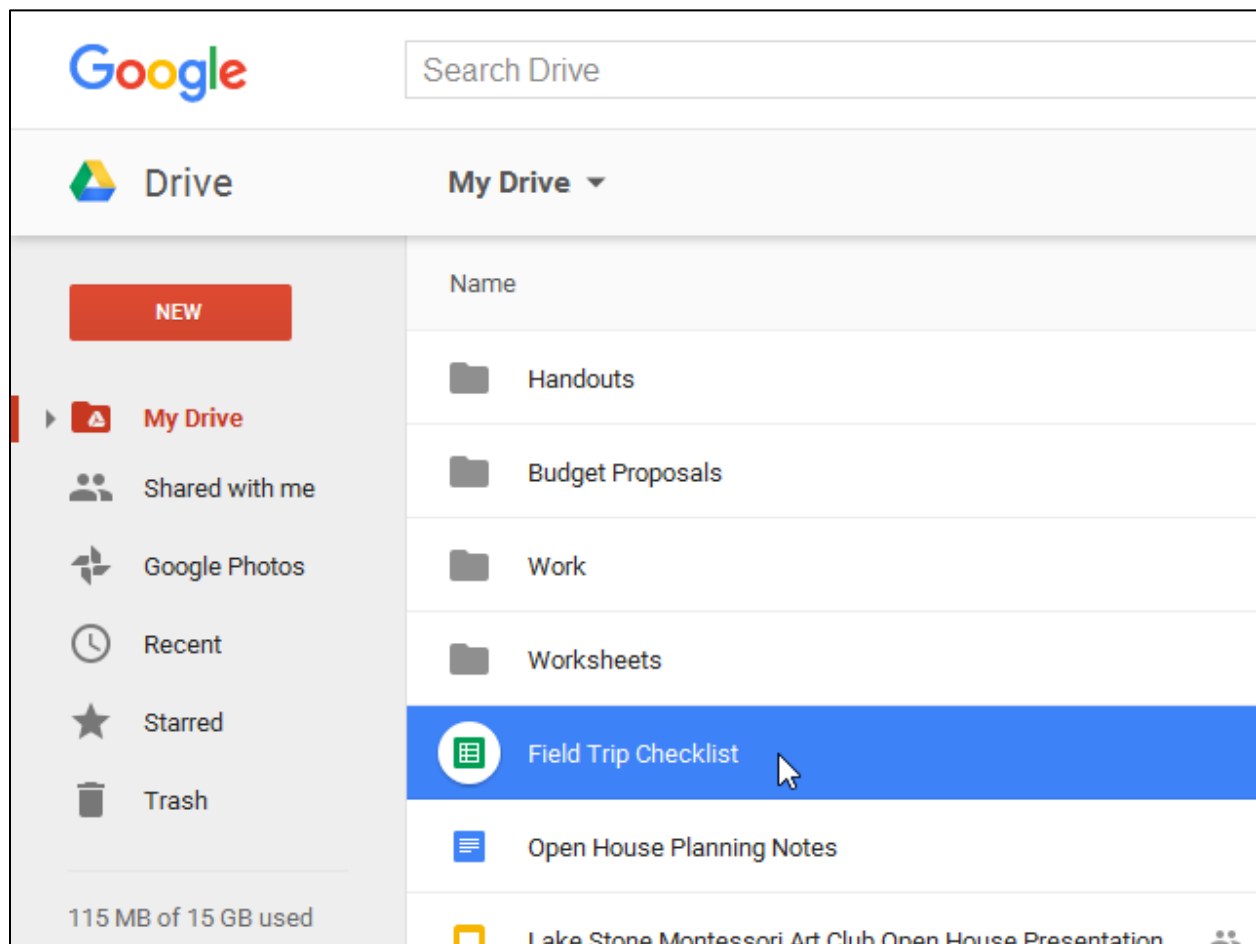 Google
Search Drive
Drive
My Drive
NEW
My Drive
Shared with me
Google Photos
Recent
Starred
Trash
115 MB of 15 GB used
Name
Handouts
Budget Proposals
Work
Worksheets
Field Trip Checklist
Open House Planning Notes
Lake Stone Montessori Art Club Open House Presentation